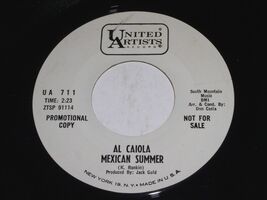 UNITED
ARTISTS
RECORDS
UA 711
TIME: 2:23
ZTSP 91114
South Mountain
Music
BMI
Arr. & Cond. By
Don Costa
PROMOTIONAL
COPY
NOT FOR
SALE
AL CAIOLA
MEXICAN SUMMER
(K. Rankin)
Produced By: Jack Gold
NEW YORK 19, N.Y. • MADE IN U.S.A.